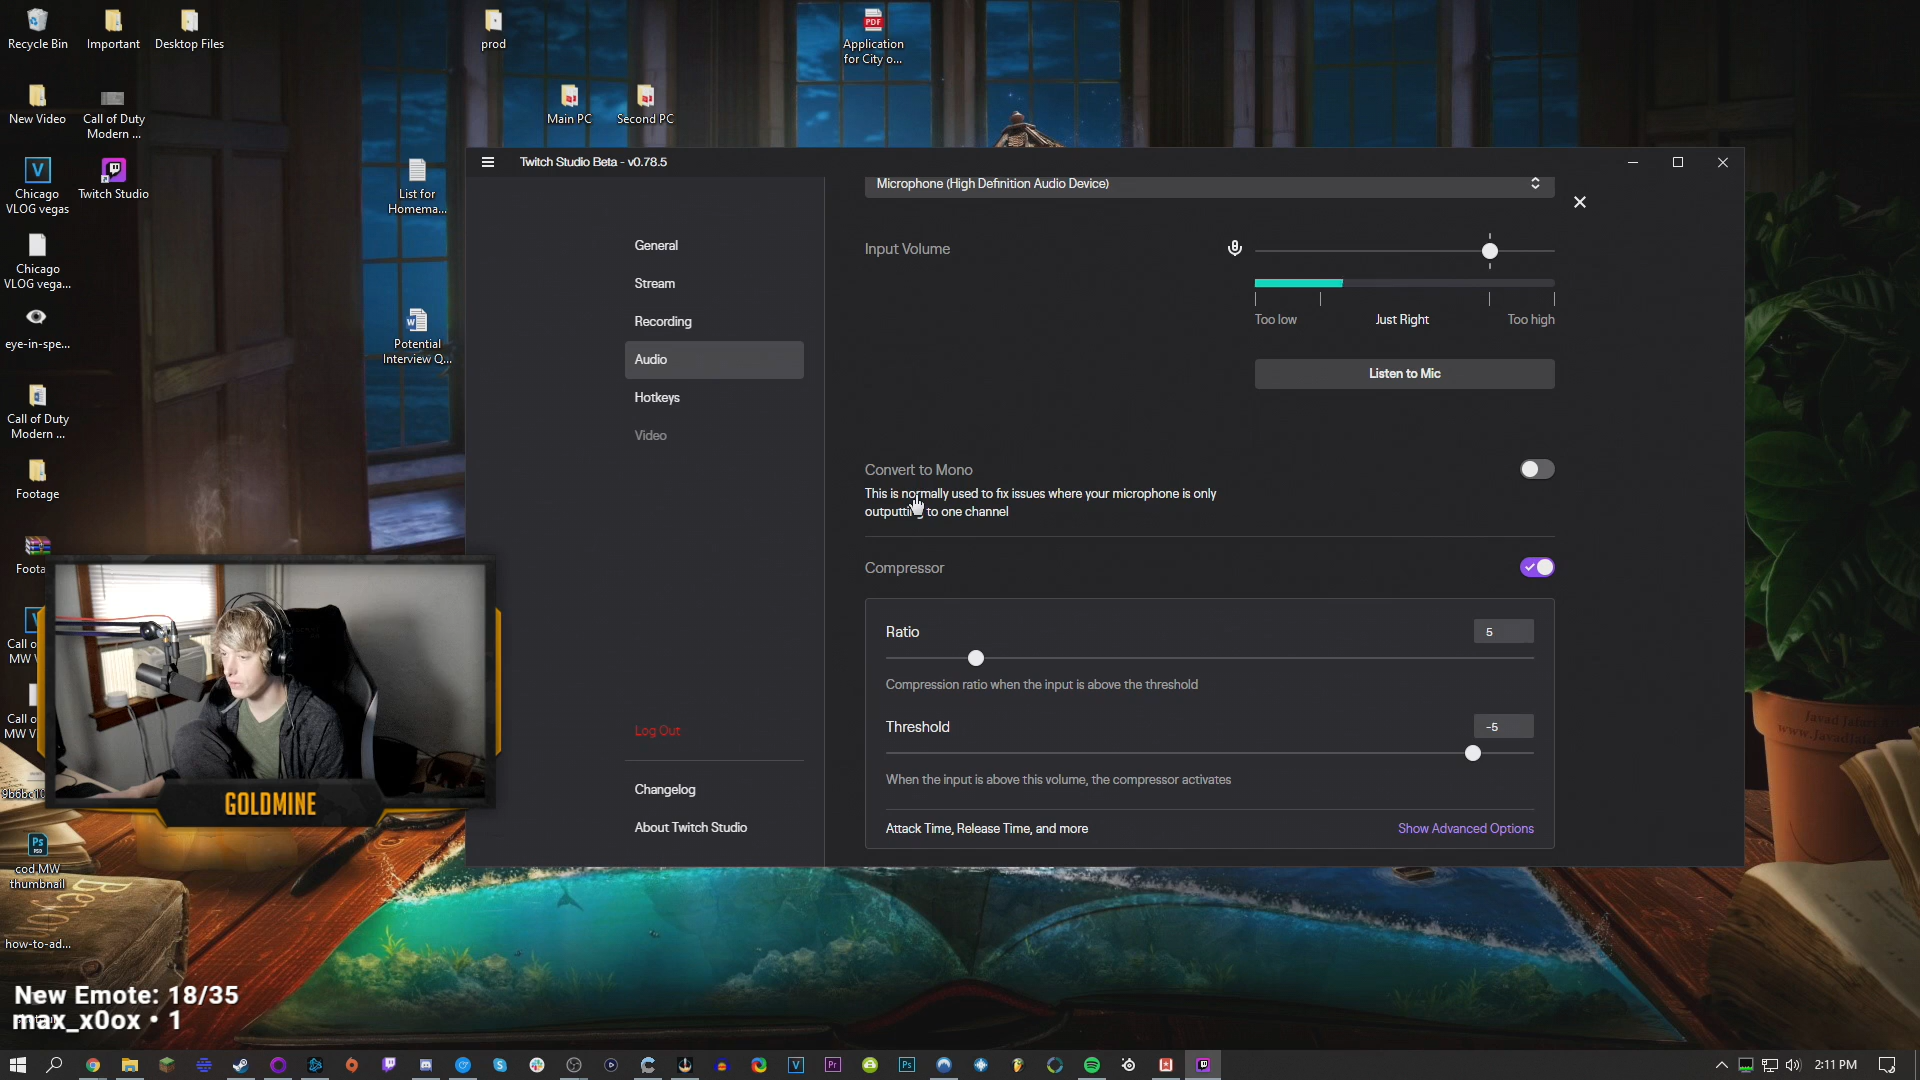 Recycle Bin
Important
Desktop Files
prod
PDF
Application
for City o...
New Video
Call of Duty
Modern ...
Main PC
Second PC
Chicago
VLOG vegas
Twitch Studio
List for
Homema...
Chicago
VLOG vega...
eye-in-spe...
Potential
Interview Q...
Call of Duty
Modern ...
Footage
Twitch Studio Beta - v0.78.5
General
Stream
Recording
Audio
Hotkeys
Video
Log Out
Changelog
About Twitch Studio
Microphone (High Definition Audio Device)
Input Volume
Too low
Just Right
Too high
Listen to Mic
Convert to Mono
This is normally used to fix issues where your microphone is only
outputting to one channel
Compressor
Ratio
5
Compression ratio when the input is above the threshold
Threshold
-5
When the input is above this volume, the compressor activates
Attack Time, Release Time, and more
Show Advanced Options
GOLDMINE
cod MW
thumbnail
how-to-ad...
New Emote: 18/35
max_x0ox • 1
2:11 PM